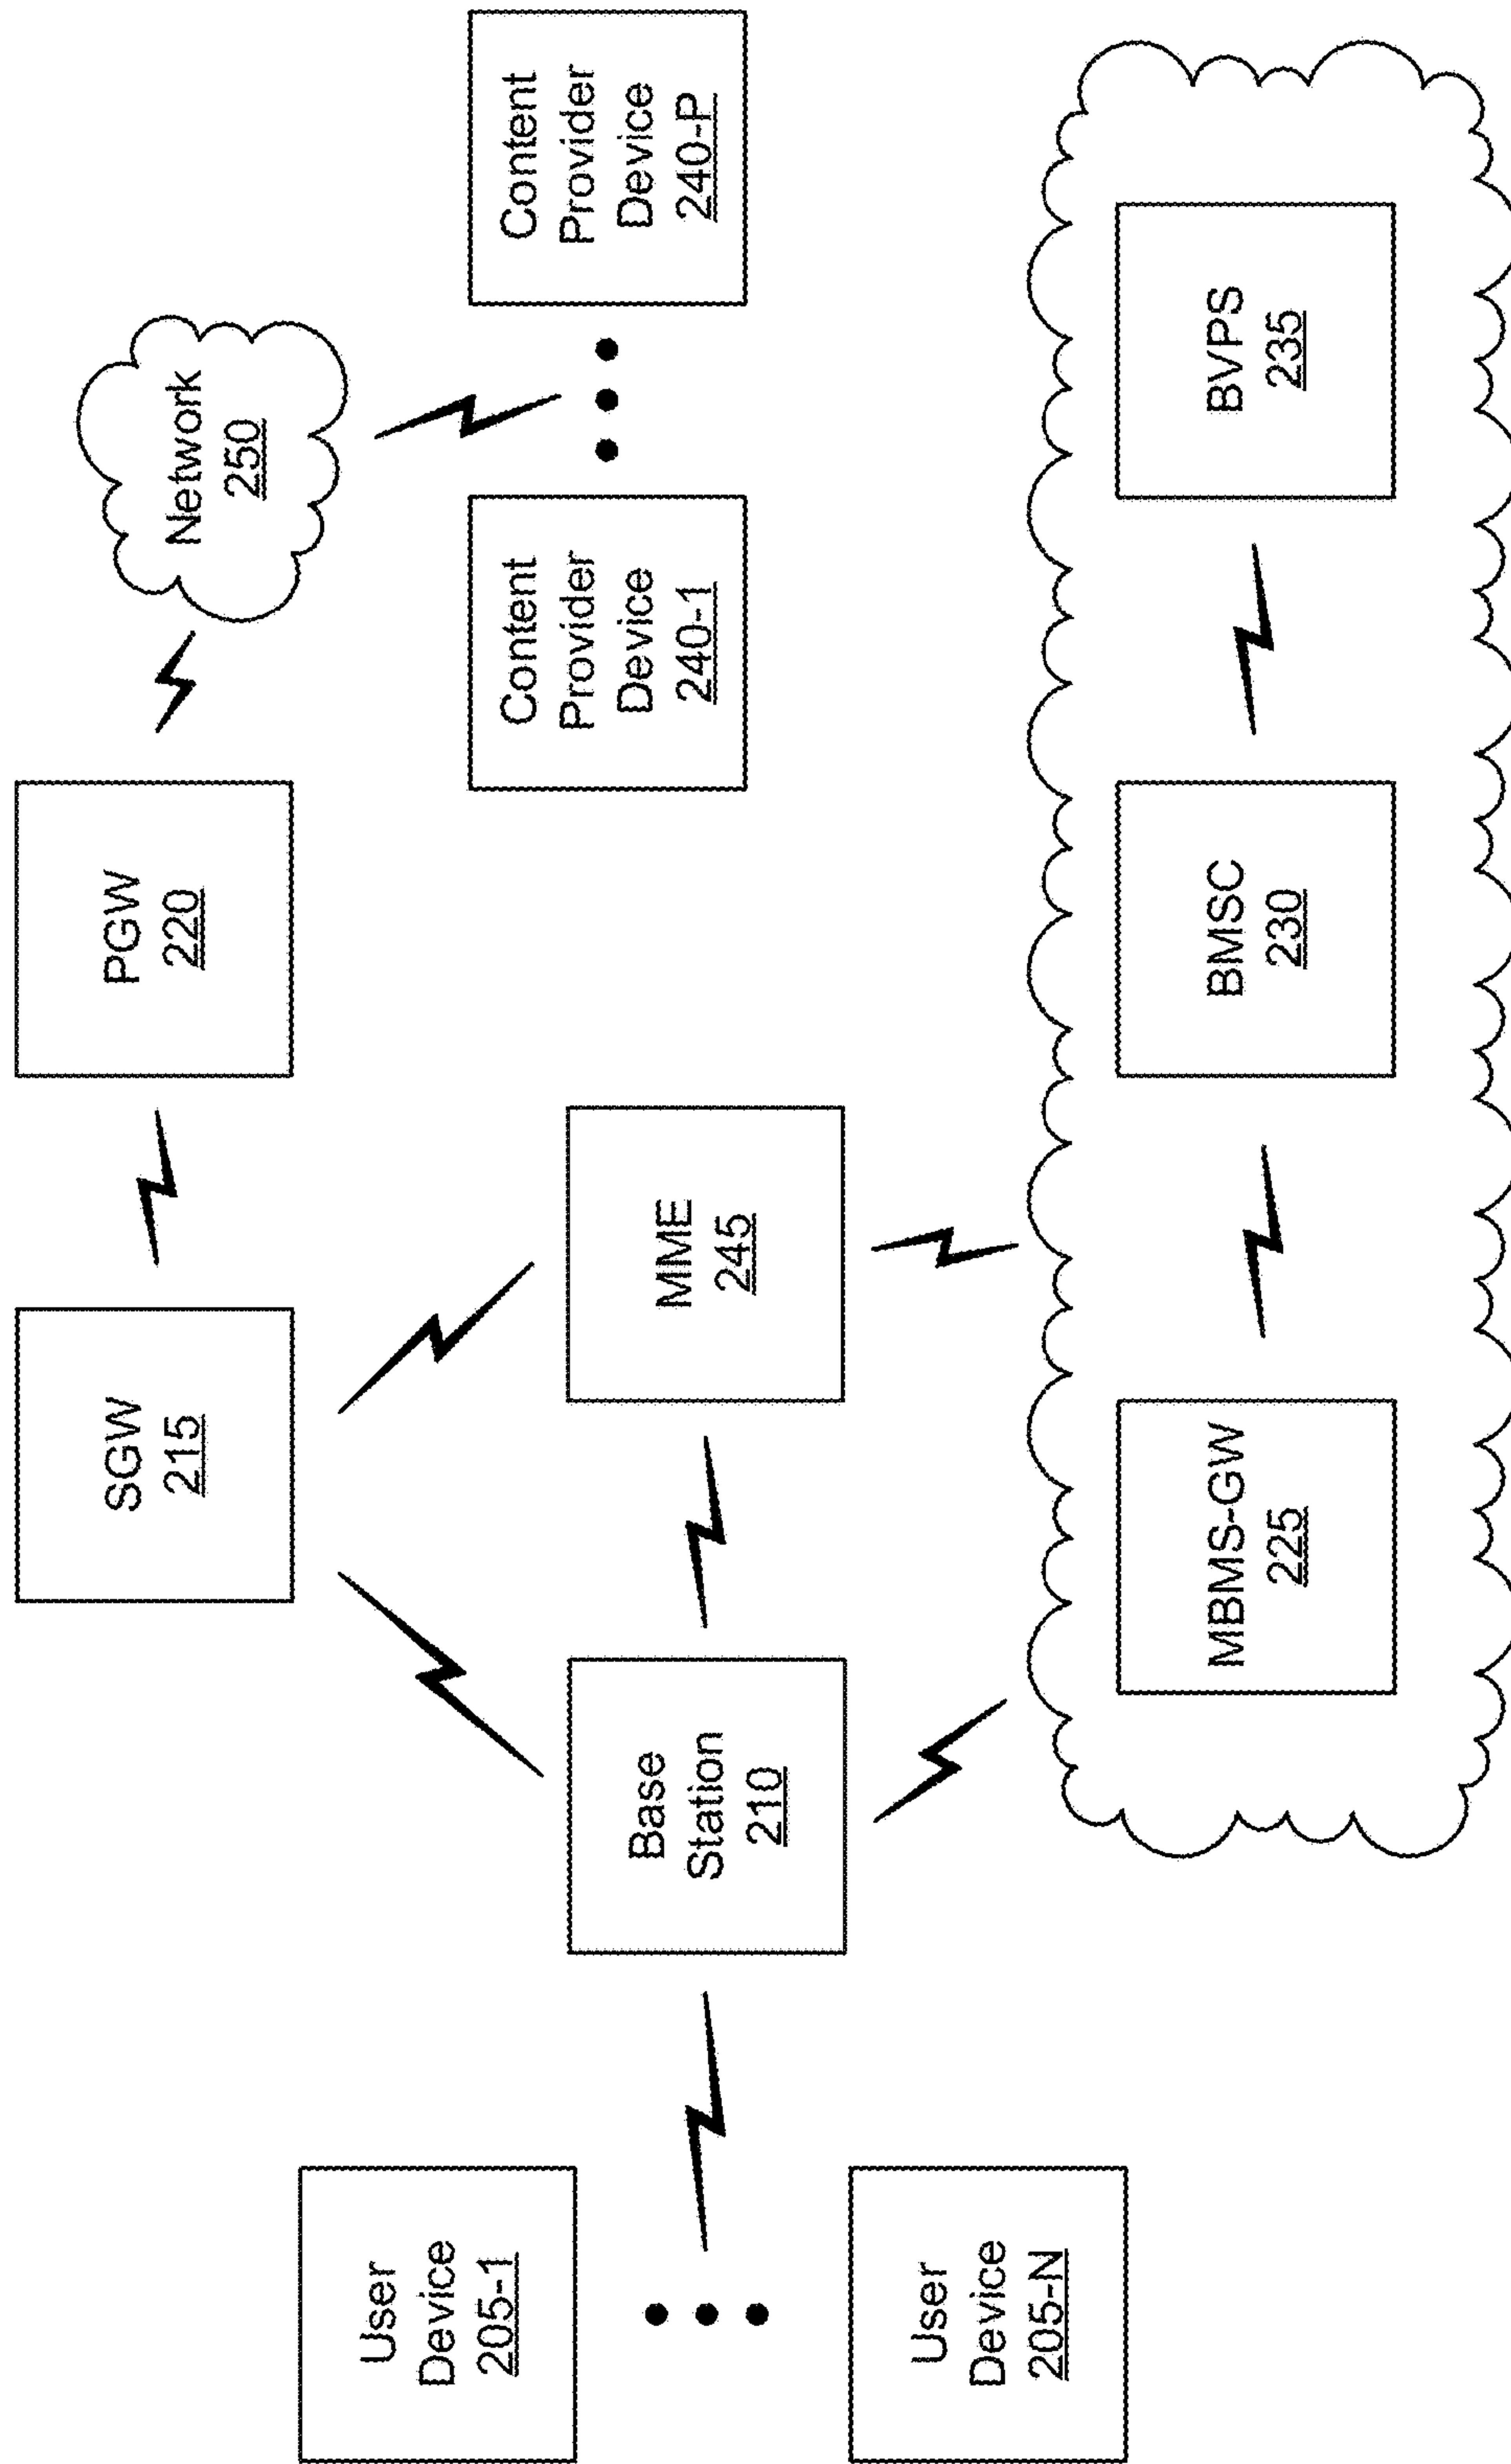 SGW
215
PGW
220
Network
250
User
Device
205-1
User
Device
205-N
Base
Station
210
MME
245
Content
Provider
Device
240-1
Content
Provider
Device
240-P
MBMS-GW
225
BMSC
230
BVPS
235